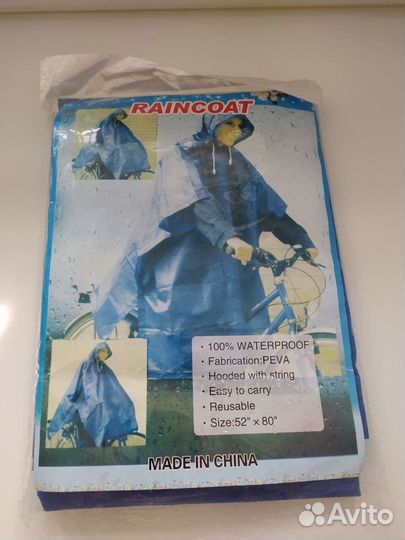 RAINCOAT
· 100% WATERPROOF
· Fabrication:PEVA
· Hooded with string
· Easy to carry
· Reusable
· Size:52" x 80"
MADE IN CHINA
Avito